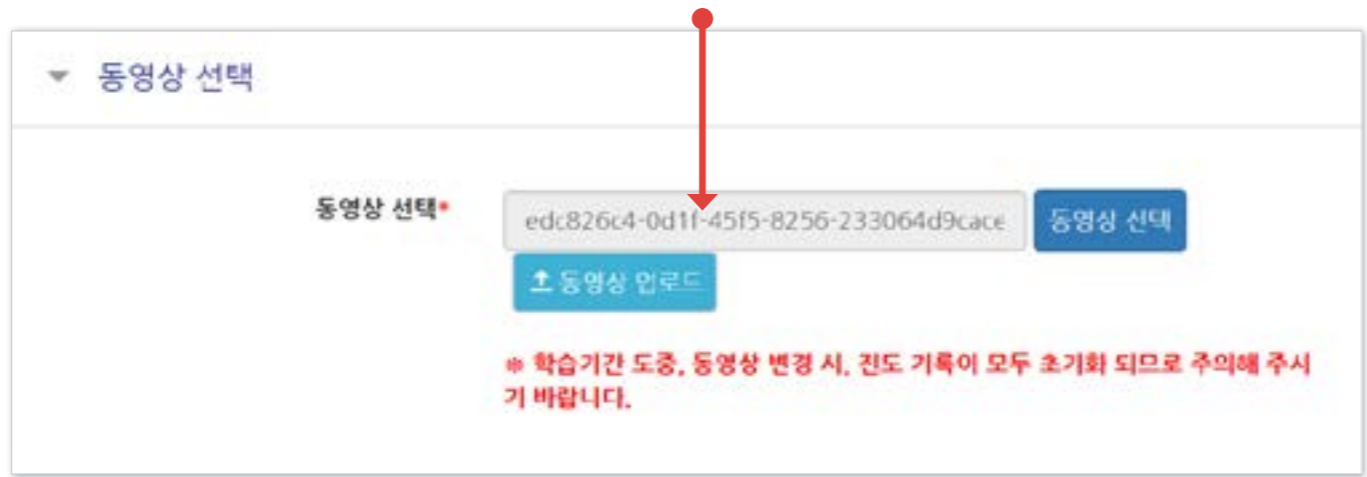 동영상 선택
동영상 선택*
edc826c4-0d1f-45f5-8256-233064d9cace
동영상 선택
동영상 업로드
※ 학습기간 도중, 동영상 변경 시, 진도 기록이 모두 초기화 되므로 주의해 주시
기 바랍니다.